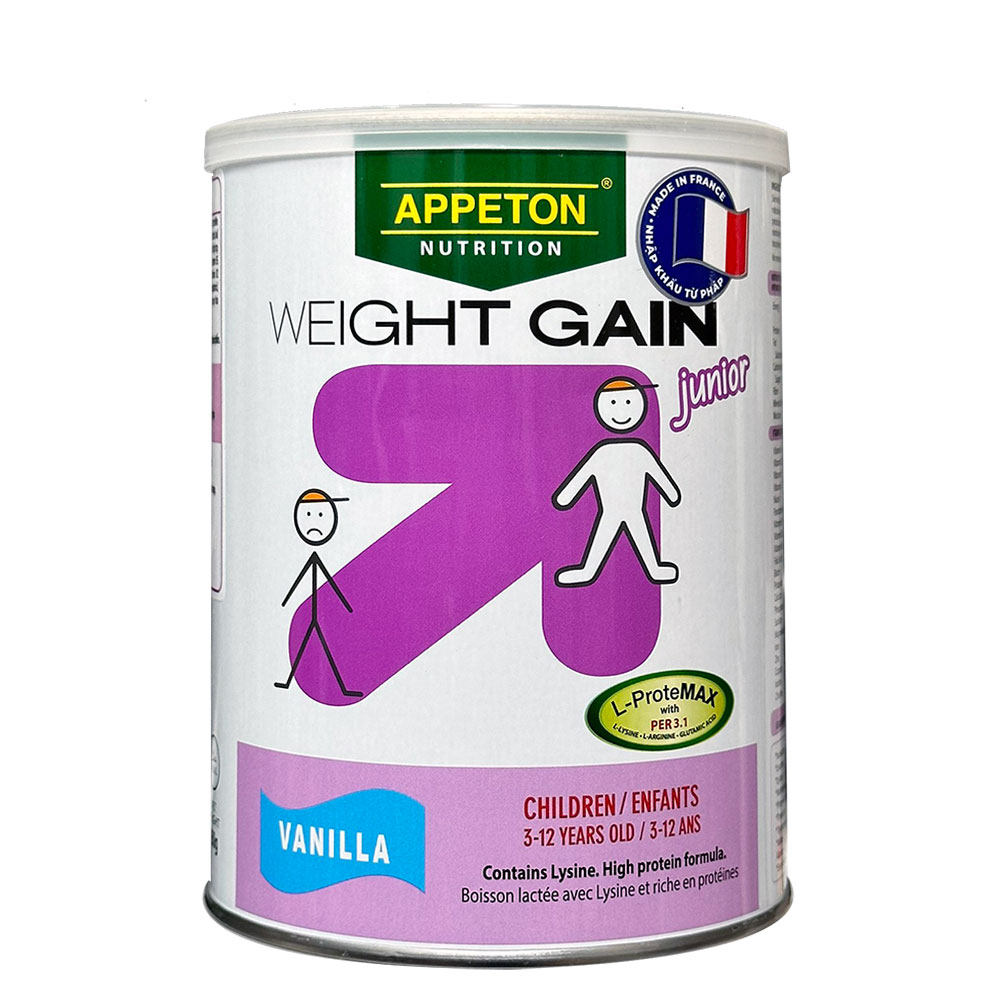 APPETON®
NUTRITION
MADE IN FRANCE
NHẬP KHẨU TỪ PHÁP
WEIGHT GAIN
junior
L-ProteMAX
with
PER 3.1
L-LYSINE • L-ARGININE • GLUTAMIC ACID
VANILLA
CHILDREN / ENFANTS
3-12 YEARS OLD / 3-12 ANS
Contains Lysine. High protein formula.
Boisson lactée avec Lysine et riche en protéines